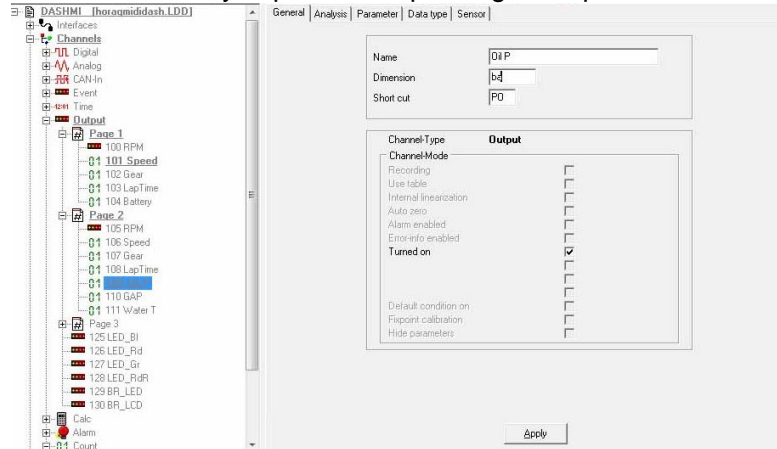 DASHMI [horagmididash.LDD]
Interfaces
Channels
Digital
Analog
CAN-In
Event
Time
Output
Page 1
100 RPM
101 Speed
102 Gear
103 LapTime
104 Battery
Page 2
105 RPM
106 Speed
107 Gear
108 LapTime
110 GAP
111 Water T
Page 3
125 LED_Bl
126 LED_Rd
127 LED_Gr
128 LED_RdR
129 BR_LED
130 BR_LCD
Calc
Alarm
Count
General Analysis Parameter Data type Sensor
Name Oil P
Dimension
Short cut PO
Channel-Type Output
Channel-Mode
Recording
Use table
Internal linearization
Auto zero
Alarm enabled
Error-info enabled
Turned on
Default condition on
Fixpoint calibration
Hide parameters
Apply